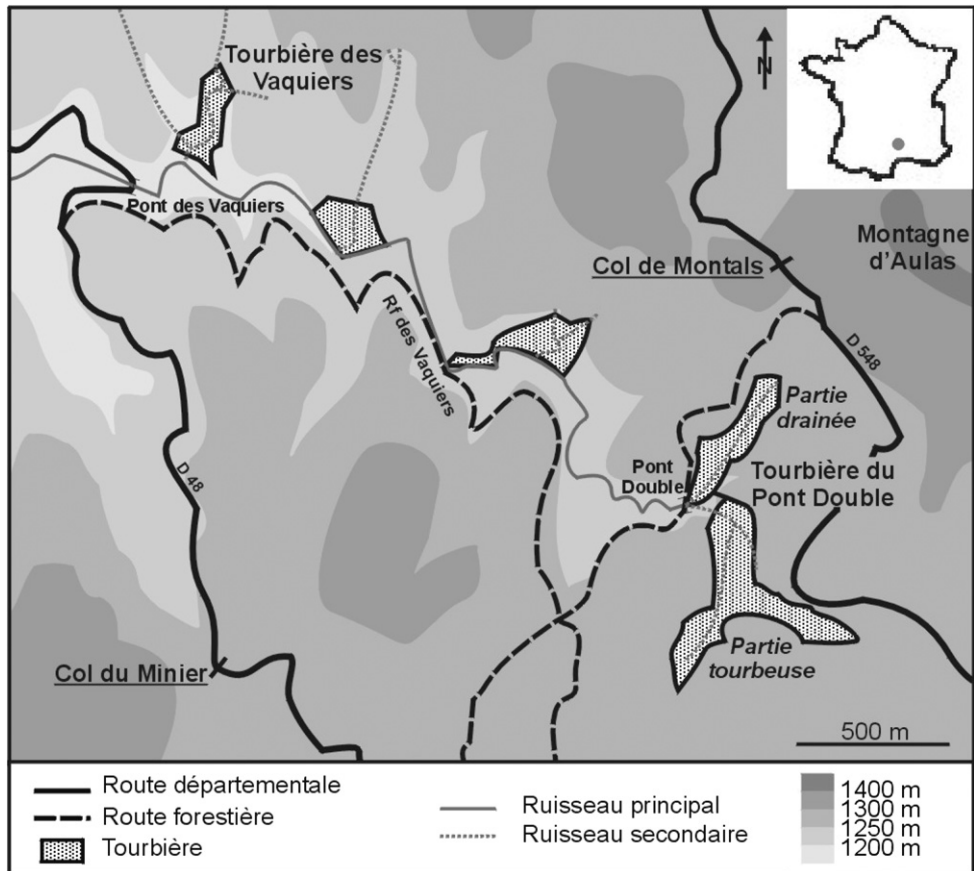 Tourbière des
Vaquiers
N
Pont des Vaquiers
Montagne
d'Aulas
Col de Montals
Rf des Vaquiers
D 548
Partie
drainée
Pont
Double
Tourbière du
Pont Double
D 48
Col du Minier
Partie
tourbeuse
500 m
Route départementale
Route forestière
Tourbière
Ruisseau principal
Ruisseau secondaire
1400 m
1300 m
1250 m
1200 m